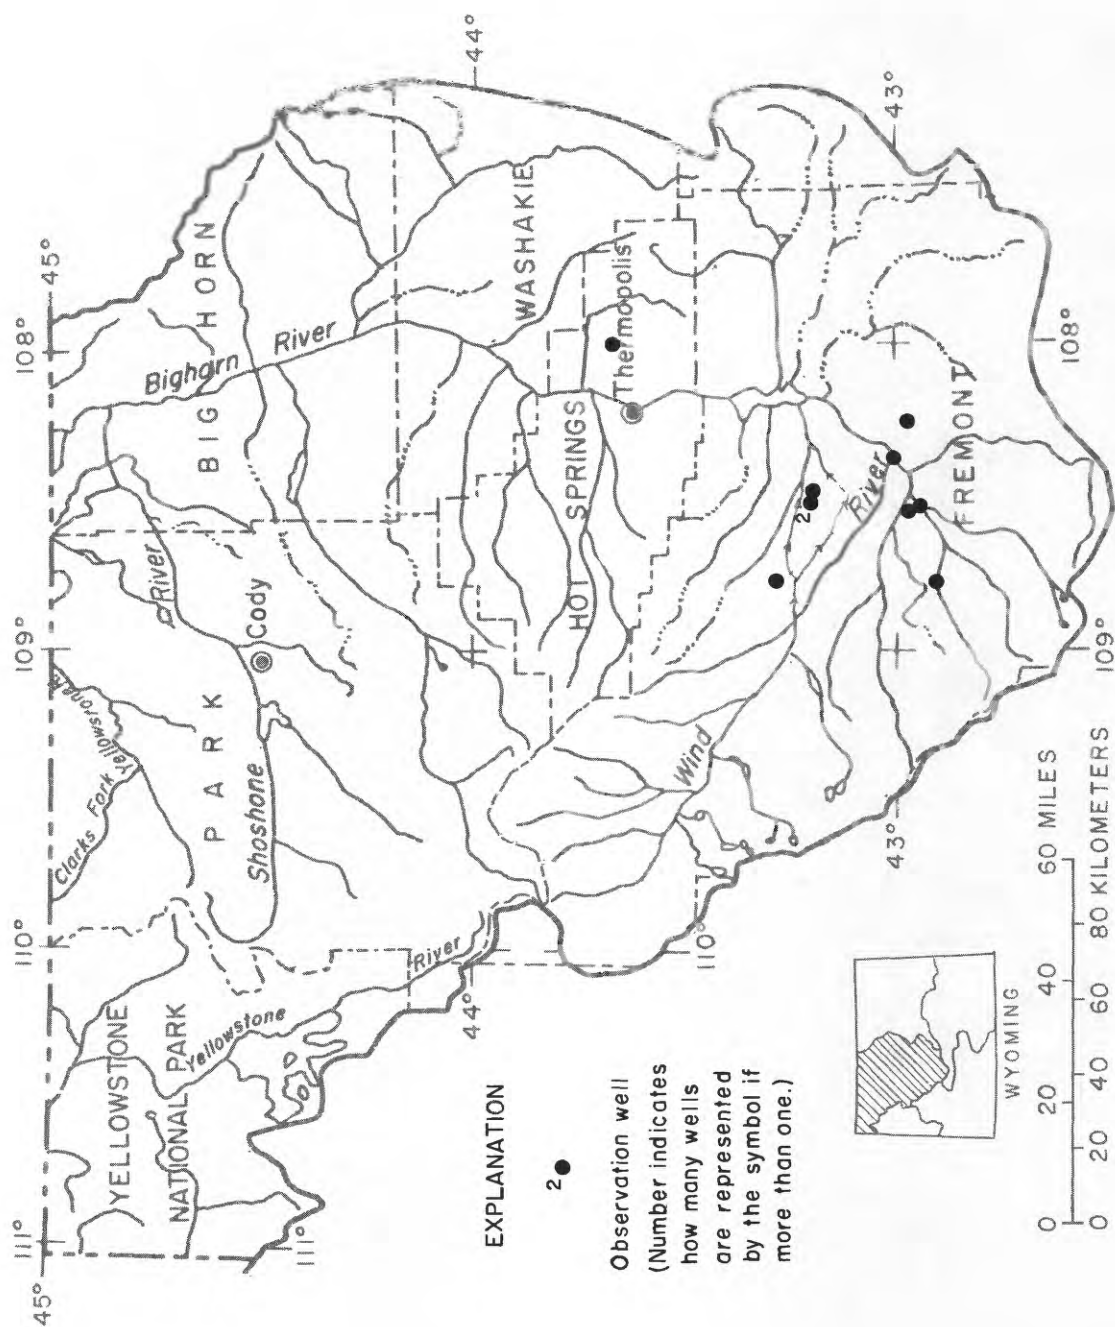 45°
111°
110°
109°
108°
45°
YELLOWSTONE
NATIONAL PARK
Yellowstone
River
111°
Clarks Fork Yellowstone
PARK
Shoshone
River
Cody
BIG HORN
Bighorn River
44°
44°
WASHAKIE
HOT SPRINGS
Thermopolis
110°
Wind
River
2
FREMONT
43°
43°
109°
108°
EXPLANATION
2
Observation well
(Number indicates
how many wells
are represented
by the symbol if
more than one.)
WYOMING
0 20 40 60 MILES
0 20 40 60 80 KILOMETERS